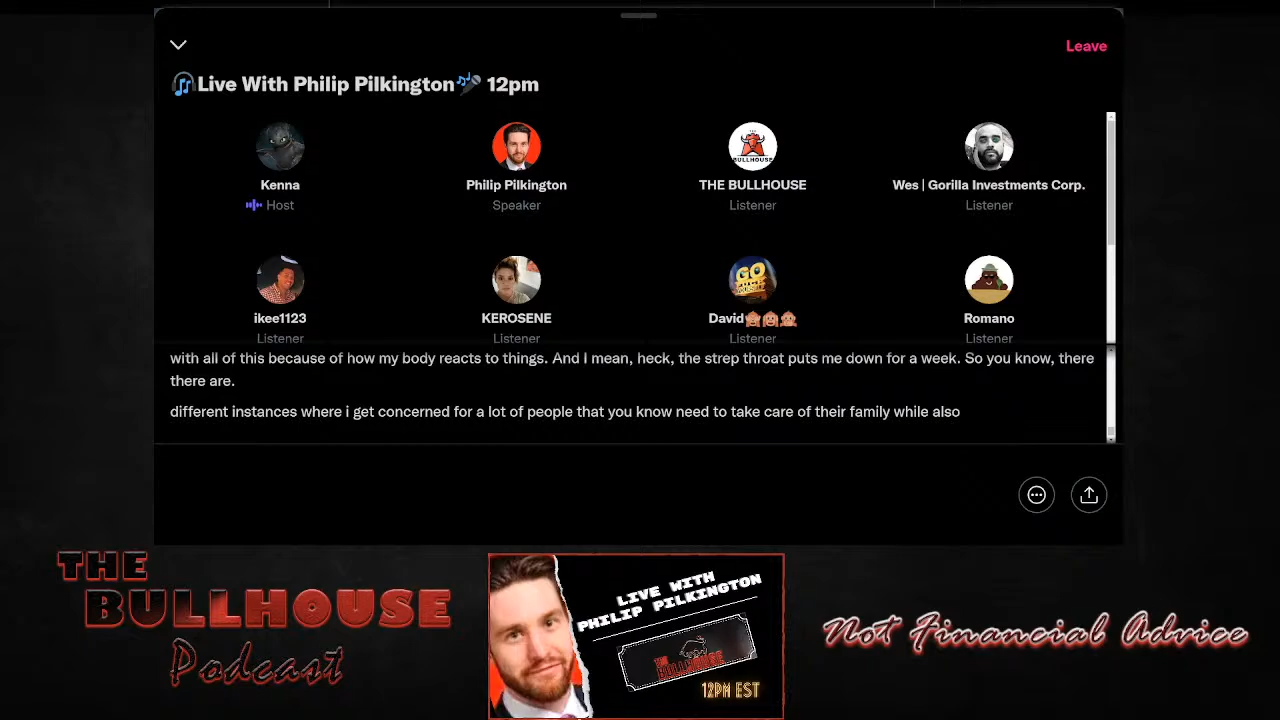 Leave
Live With Philip Pilkington 12pm
Kenna
Host
Philip Pilkington
Speaker
THE BULLHOUSE
Listener
Wes | Gorilla Investments Corp.
Listener
BULLHOUSE
ikee1123
Listener
KEROSENE
Listener
GO
David
Listener
Romano
Listener
with all of this because of how my body reacts to things. And i mean, heck, the strep throat puts me down for a week. So you know, there
there are.
different instances where i get concerned for a lot of people that you know need to take care of their family while also
THE
BULLHOUSE
Podcast
LIVE WITH
PHILIP PILKINGTON
THE
BULLHOUSE
12PM EST
Not Financial Advice